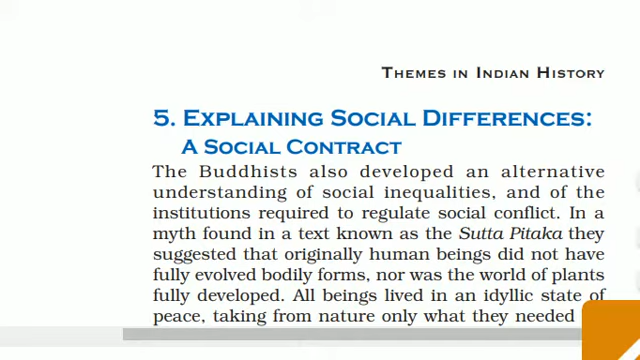 THEMES IN INDIAN HISTORY
5. EXPLAINING SOCIAL DIFFERENCES:
A SOCIAL CONTRACT
The Buddhists also developed an alternative
understanding of social inequalities, and of the
institutions required to regulate social conflict. In a
myth found in a text known as the Sutta Pitaka they
suggested that originally human beings did not have
fully evolved bodily forms, nor was the world of plants
fully developed. All beings lived in an idyllic state of
peace, taking from nature only what they needed